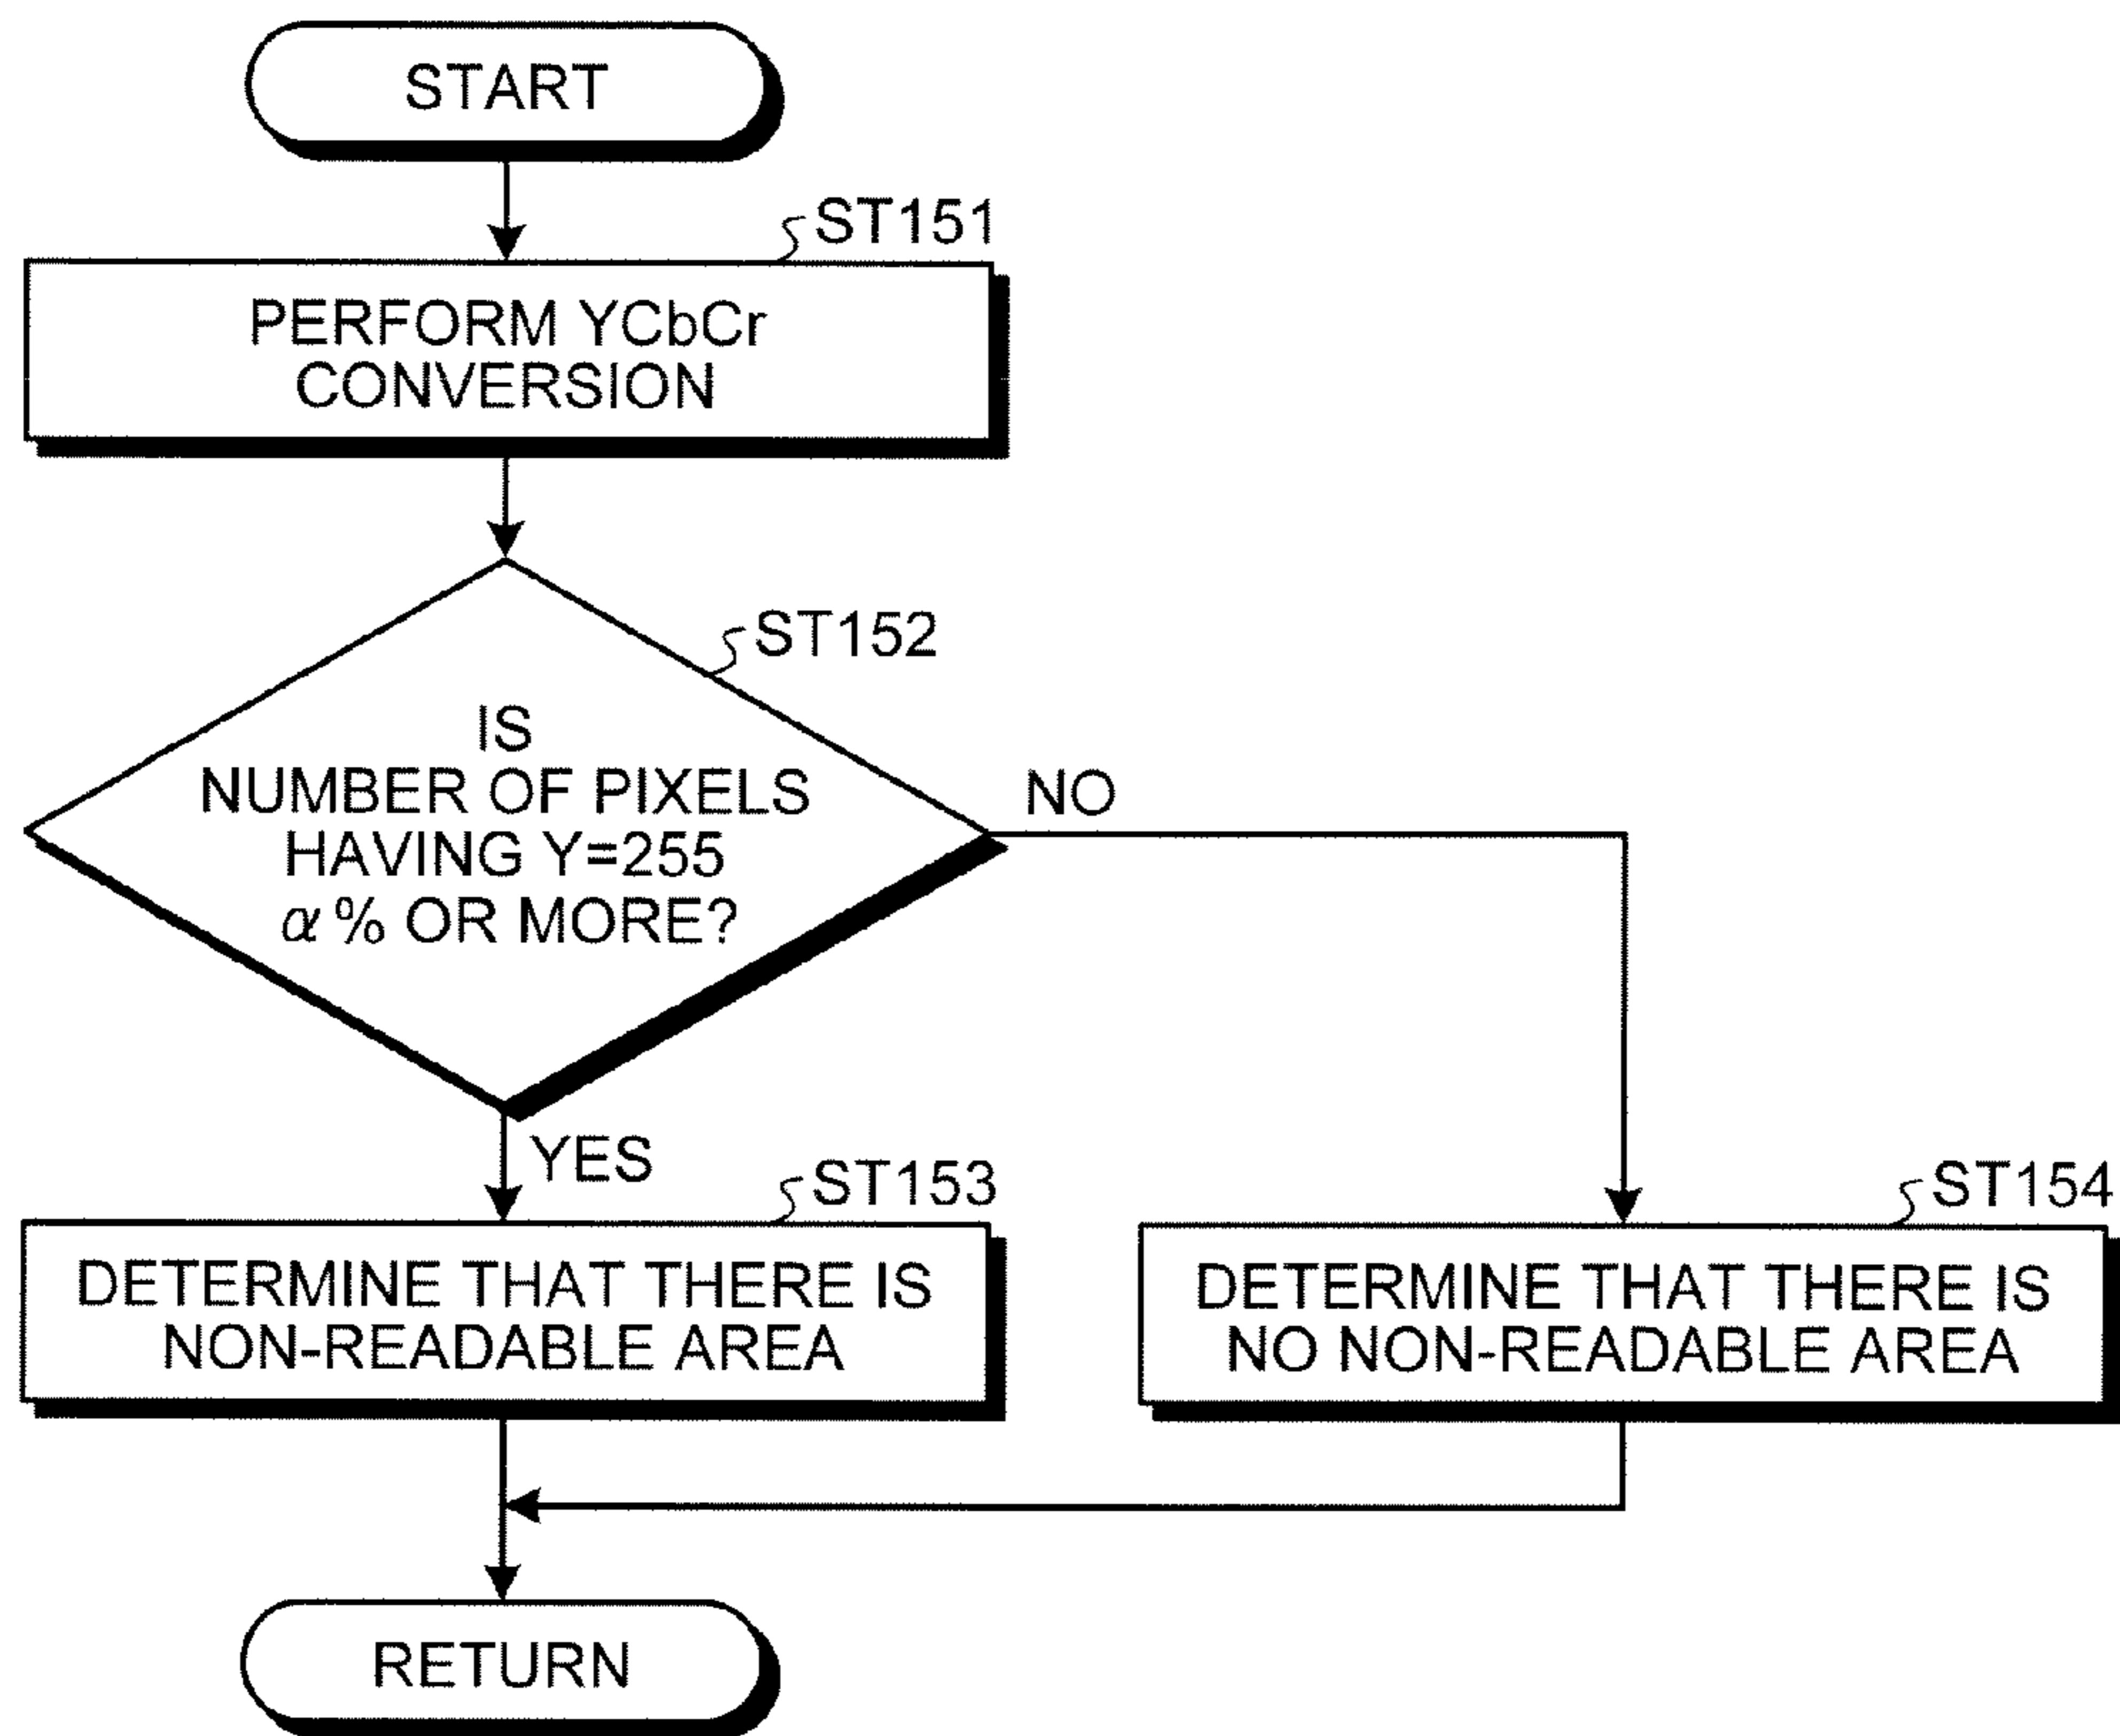 START
ST151
PERFORM YCbCr
CONVERSION
ST152
IS
NUMBER OF PIXELS
HAVING Y=255
α % OR MORE?
NO
YES
ST153
DETERMINE THAT THERE IS
NON-READABLE AREA
ST154
DETERMINE THAT THERE IS
NO NON-READABLE AREA
RETURN